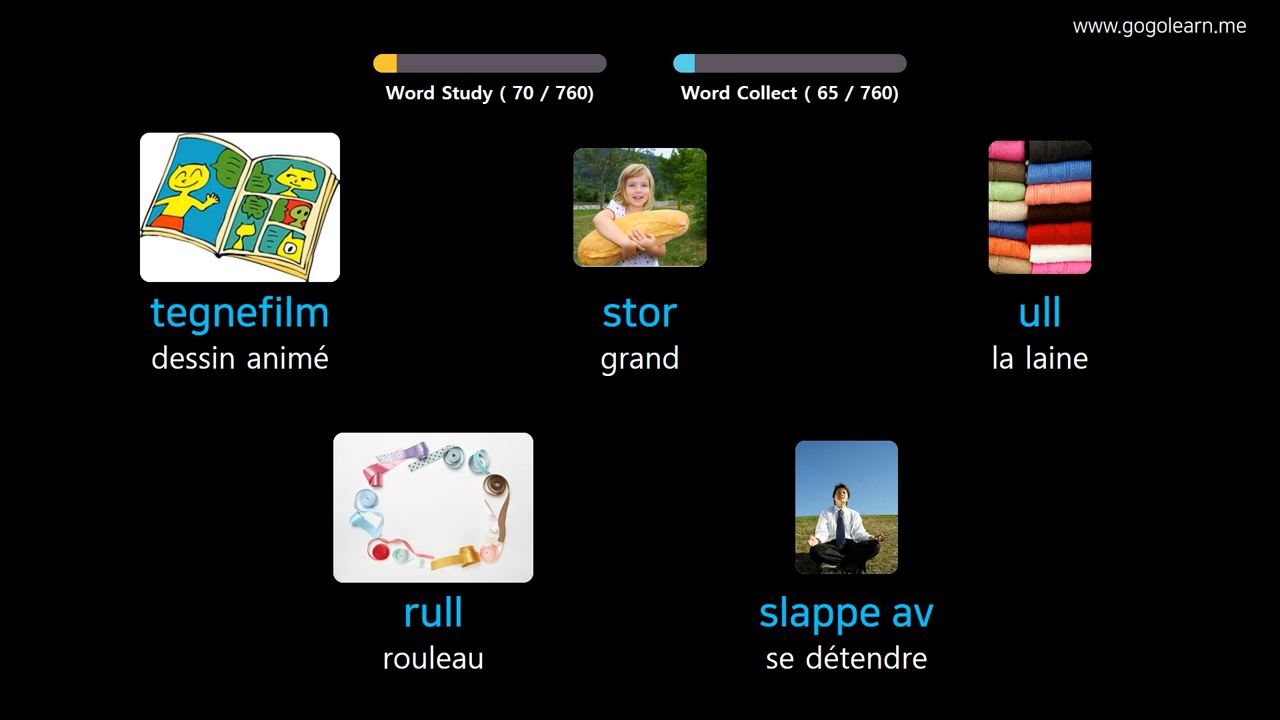 www.gogolearn.me
Word Study ( 70 / 760)
Word Collect ( 65 / 760)
tegnefilm
dessin animé
stor
grand
ull
la laine
rull
rouleau
slappe av
se détendre